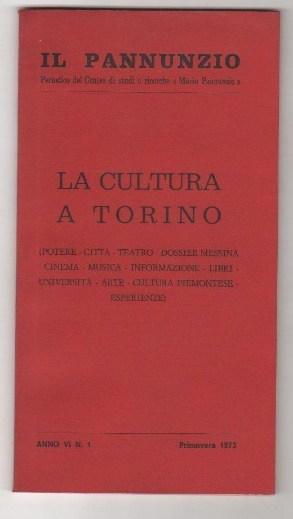 IL PANNUNZIO
Periodico del Centro di studi e ricerche « Mario Pannunzio »
LA CULTURA
A TORINO
(POTERE - CITTÀ - TEATRO - DOSSIER MESSINA
- CINEMA - MUSICA - INFORMAZIONE - LIBRI -
UNIVERSITÀ - ARTE - CULTURA PIEMONTESE -
ESPERIENZE)
ANNO VI N. 1
Primavera 1973